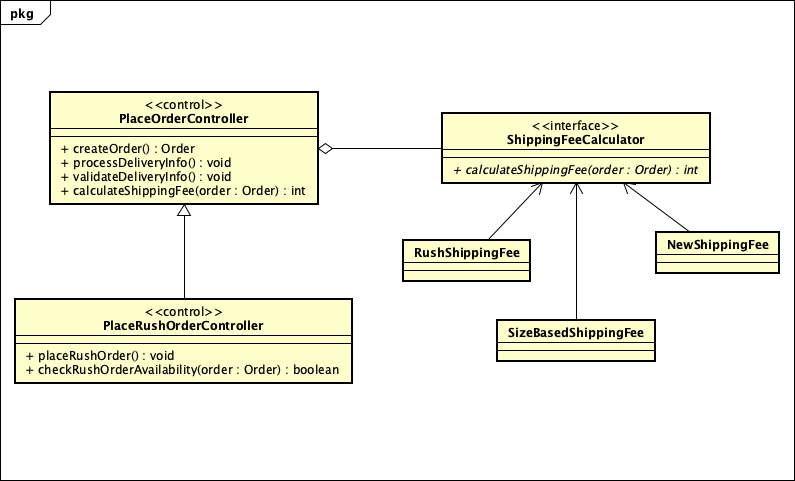 pkg
<<control>>
PlaceOrderController
+ createOrder() : Order
+ processDeliveryInfo() : void
+ validateDeliveryInfo() : void
+ calculateShippingFee(order : Order) : int
<<interface>>
ShippingFeeCalculator
+ calculateShippingFee(order : Order) : int
RushShippingFee
NewShippingFee
<<control>>
PlaceRushOrderController
+ placeRushOrder() : void
+ checkRushOrderAvailability(order : Order) : boolean
SizeBasedShippingFee